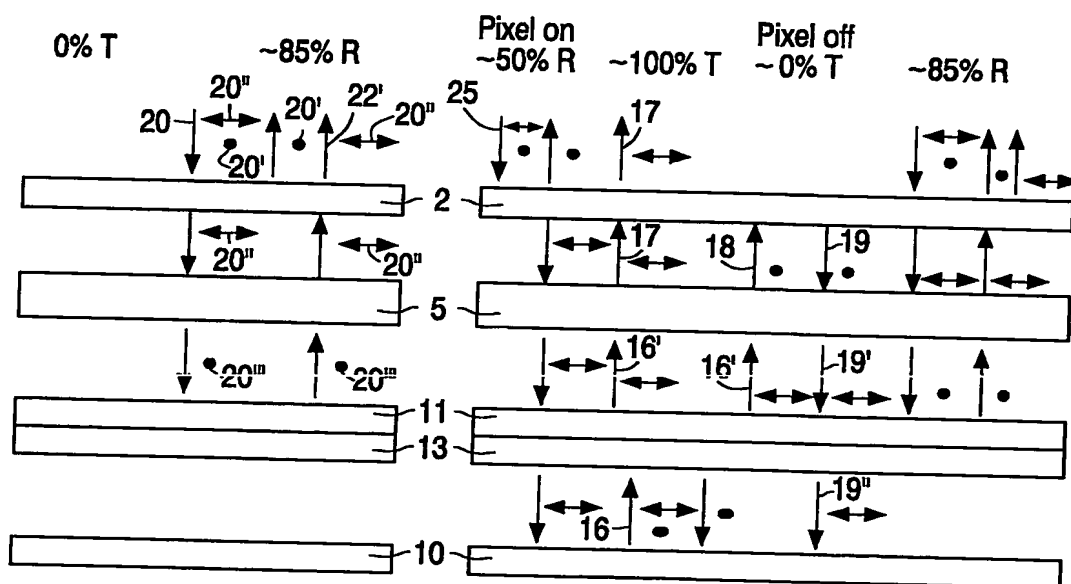 Pixel on Pixel off
0% T ~85% R ~50% R ~100% T ~0% T ~85% R
20" 20' 22' 20" 25 17
20
20'
2
20" 20" 17 18 19
5
20''' 20''' 16' 16' 19'
11
13
16 19"
10